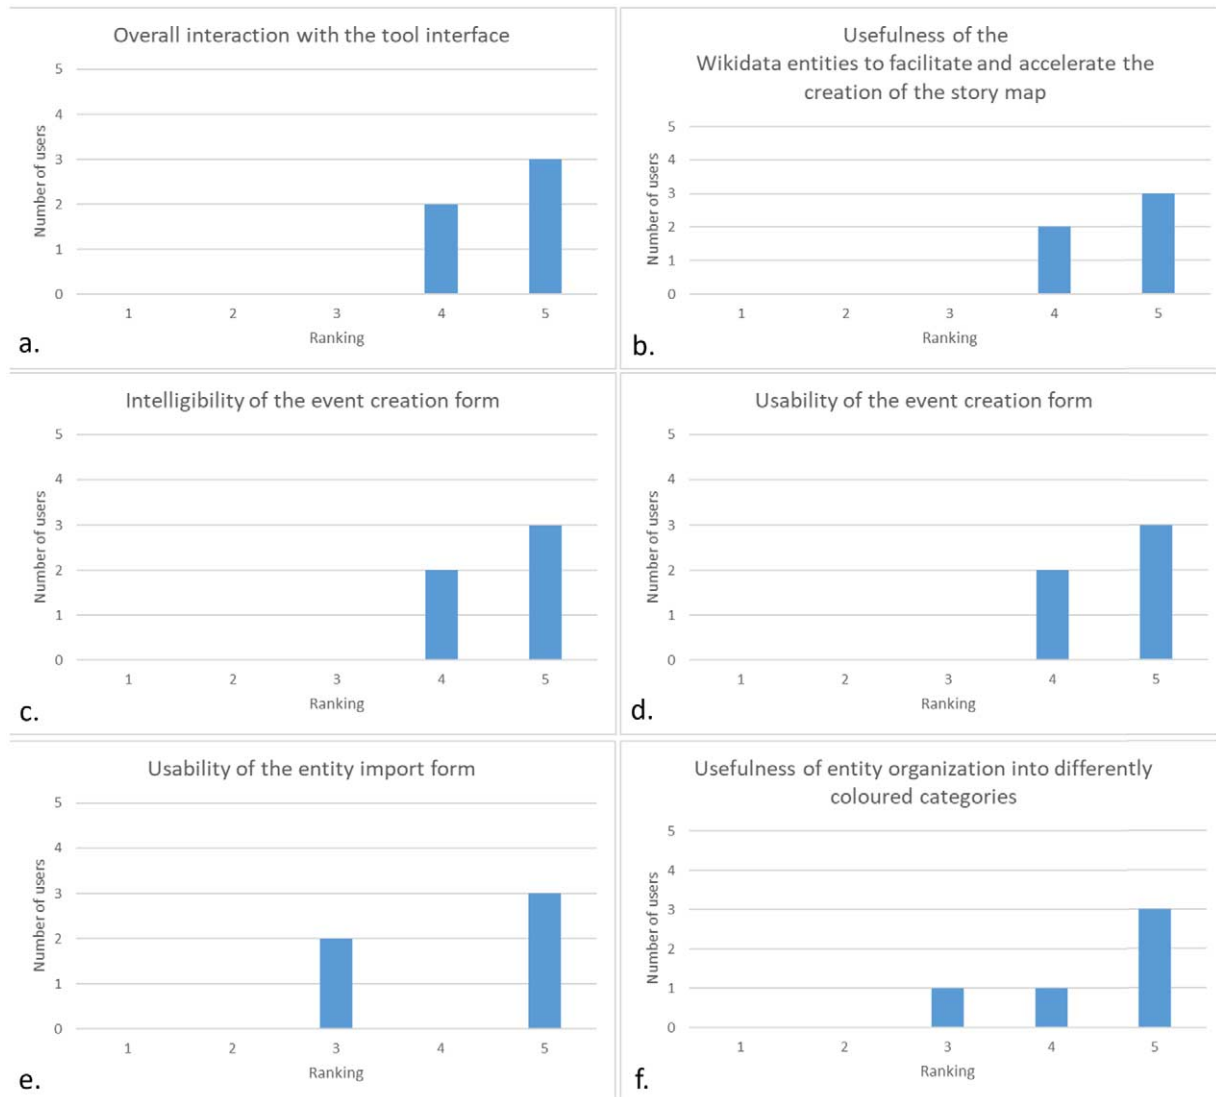 Overall interaction with the tool interface
5
4
3
2
1
0
Number of users
1 2 3 4 5
Ranking
a.
Usefulness of the
Wikidata entities to facilitate and accelerate the
creation of the story map
5
4
3
2
1
0
Number of users
1 2 3 4 5
Ranking
b.
Intelligibility of the event creation form
5
4
3
2
1
0
Number of users
1 2 3 4 5
Ranking
c.
Usability of the event creation form
5
4
3
2
1
0
Number of users
1 2 3 4 5
Ranking
d.
Usability of the entity import form
5
4
3
2
1
0
Number of users
1 2 3 4 5
Ranking
e.
Usefulness of entity organization into differently
coloured categories
5
4
3
2
1
0
Number of users
1 2 3 4 5
Ranking
f.